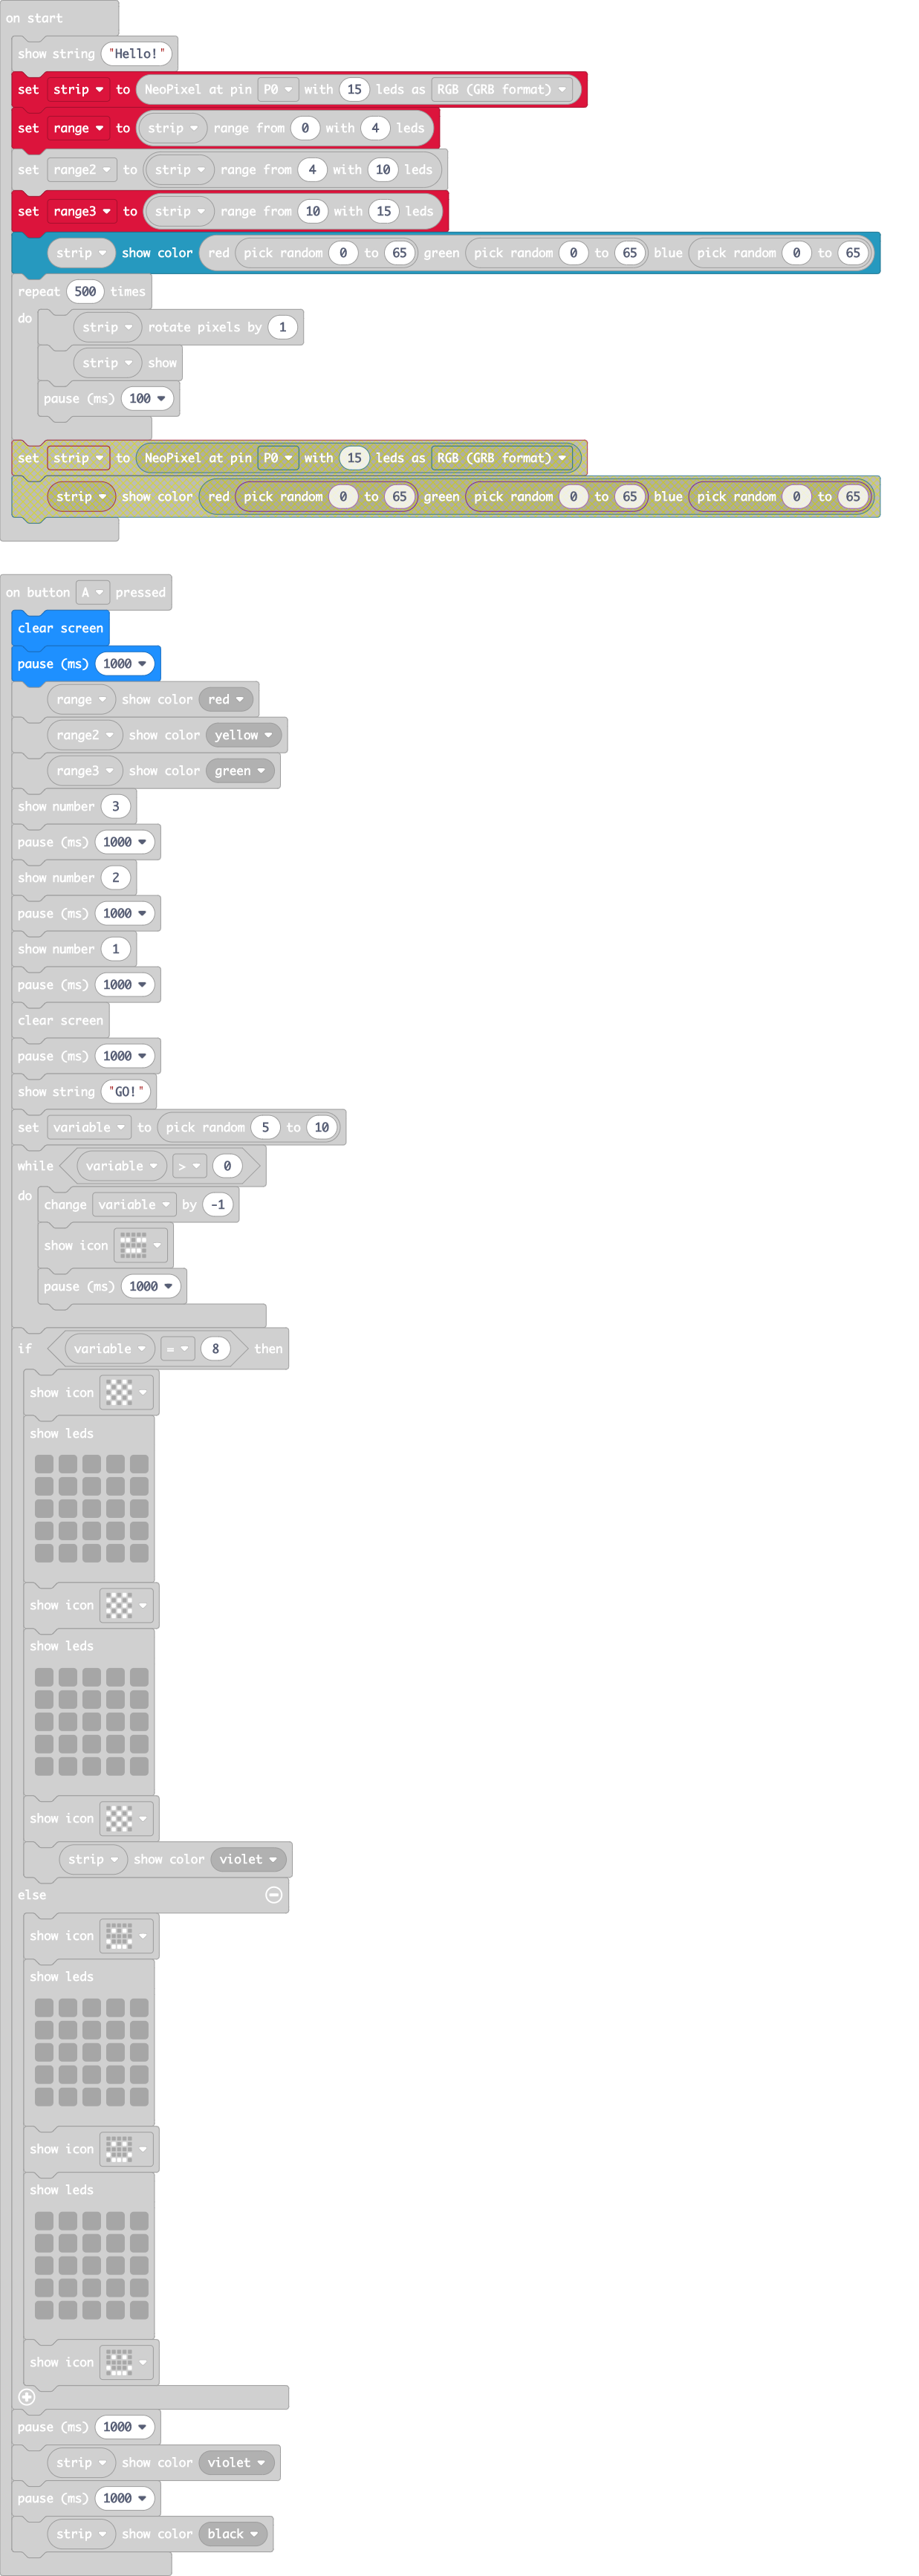 on start
show string "Hello!"
set strip to NeoPixel at pin P0 with 15 leds as RGB (GRB format)
set range to strip range from 0 with 4 leds
set range2 to strip range from 4 with 10 leds
set range3 to strip range from 10 with 15 leds
strip show color red pick random 0 to 65 green pick random 0 to 65 blue pick random 0 to 65
repeat 500 times
do
strip rotate pixels by 1
strip show
pause (ms) 100
set strip to NeoPixel at pin P0 with 15 leds as RGB (GRB format)
strip show color red pick random 0 to 65 green pick random 0 to 65 blue pick random 0 to 65
on button A pressed
clear screen
pause (ms) 1000
range show color red
range2 show color yellow
range3 show color green
show number 3
pause (ms) 1000
show number 2
pause (ms) 1000
show number 1
pause (ms) 1000
clear screen
pause (ms) 1000
show string "GO!"
set variable to pick random 5 to 10
while variable > 0
do
change variable by -1
show icon
pause (ms) 1000
if variable = 8 then
show icon
show leds
show icon
show leds
show icon
strip show color violet
else
show icon
show leds
show icon
show leds
show icon
pause (ms) 1000
strip show color violet
pause (ms) 1000
strip show color black